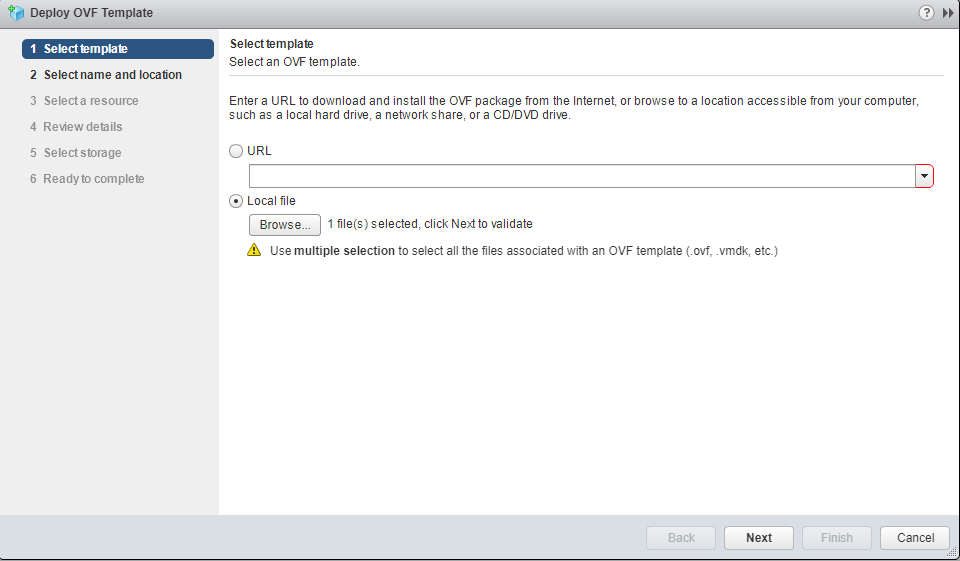 Deploy OVF Template
1 Select template
2 Select name and location
3 Select a resource
4 Review details
5 Select storage
6 Ready to complete
Select template
Select an OVF template.
Enter a URL to download and install the OVF package from the Internet, or browse to a location accessible from your computer,
such as a local hard drive, a network share, or a CD/DVD drive.
URL
Local file
Browse... 1 file(s) selected, click Next to validate
Use multiple selection to select all the files associated with an OVF template (.ovf, .vmdk, etc.)
Back Next Finish Cancel